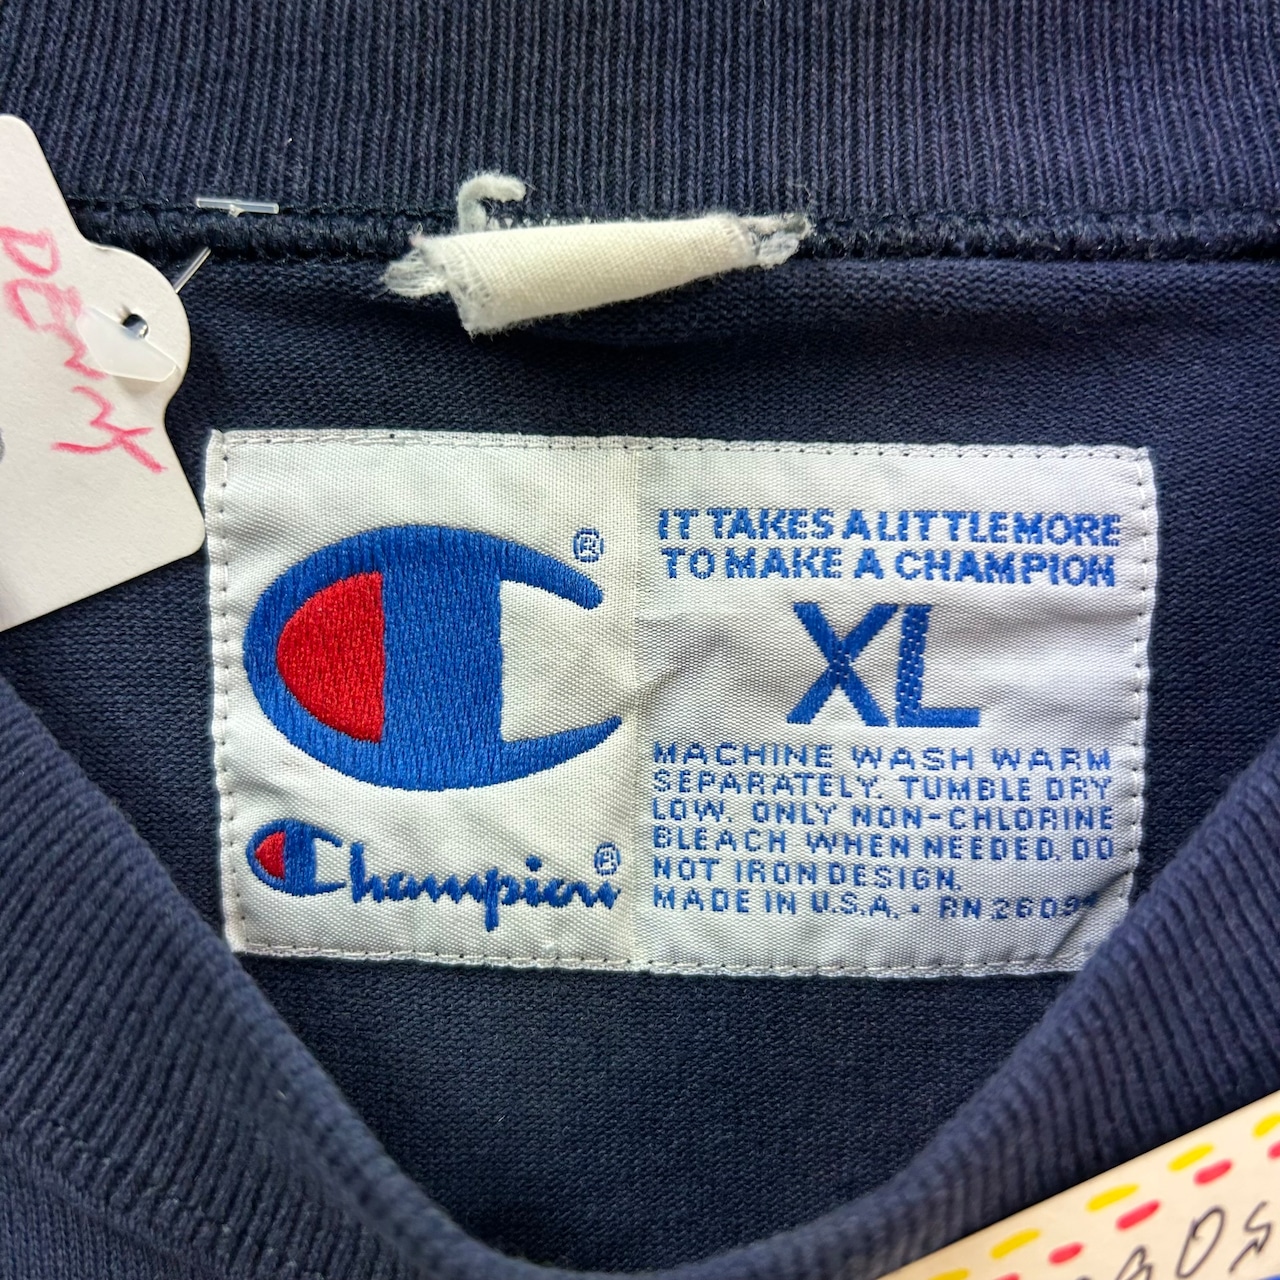 DENNY
®
IT TAKES A LITTLE MORE
TO MAKE A CHAMPION
XL
MACHINE WASH WARM
SEPARATELY. TUMBLE DRY
LOW. ONLY NON-CHLORINE
BLEACH WHEN NEEDED. DO
NOT IRON DESIGN.
MADE IN U.S.A. • RN 26094
Champion®